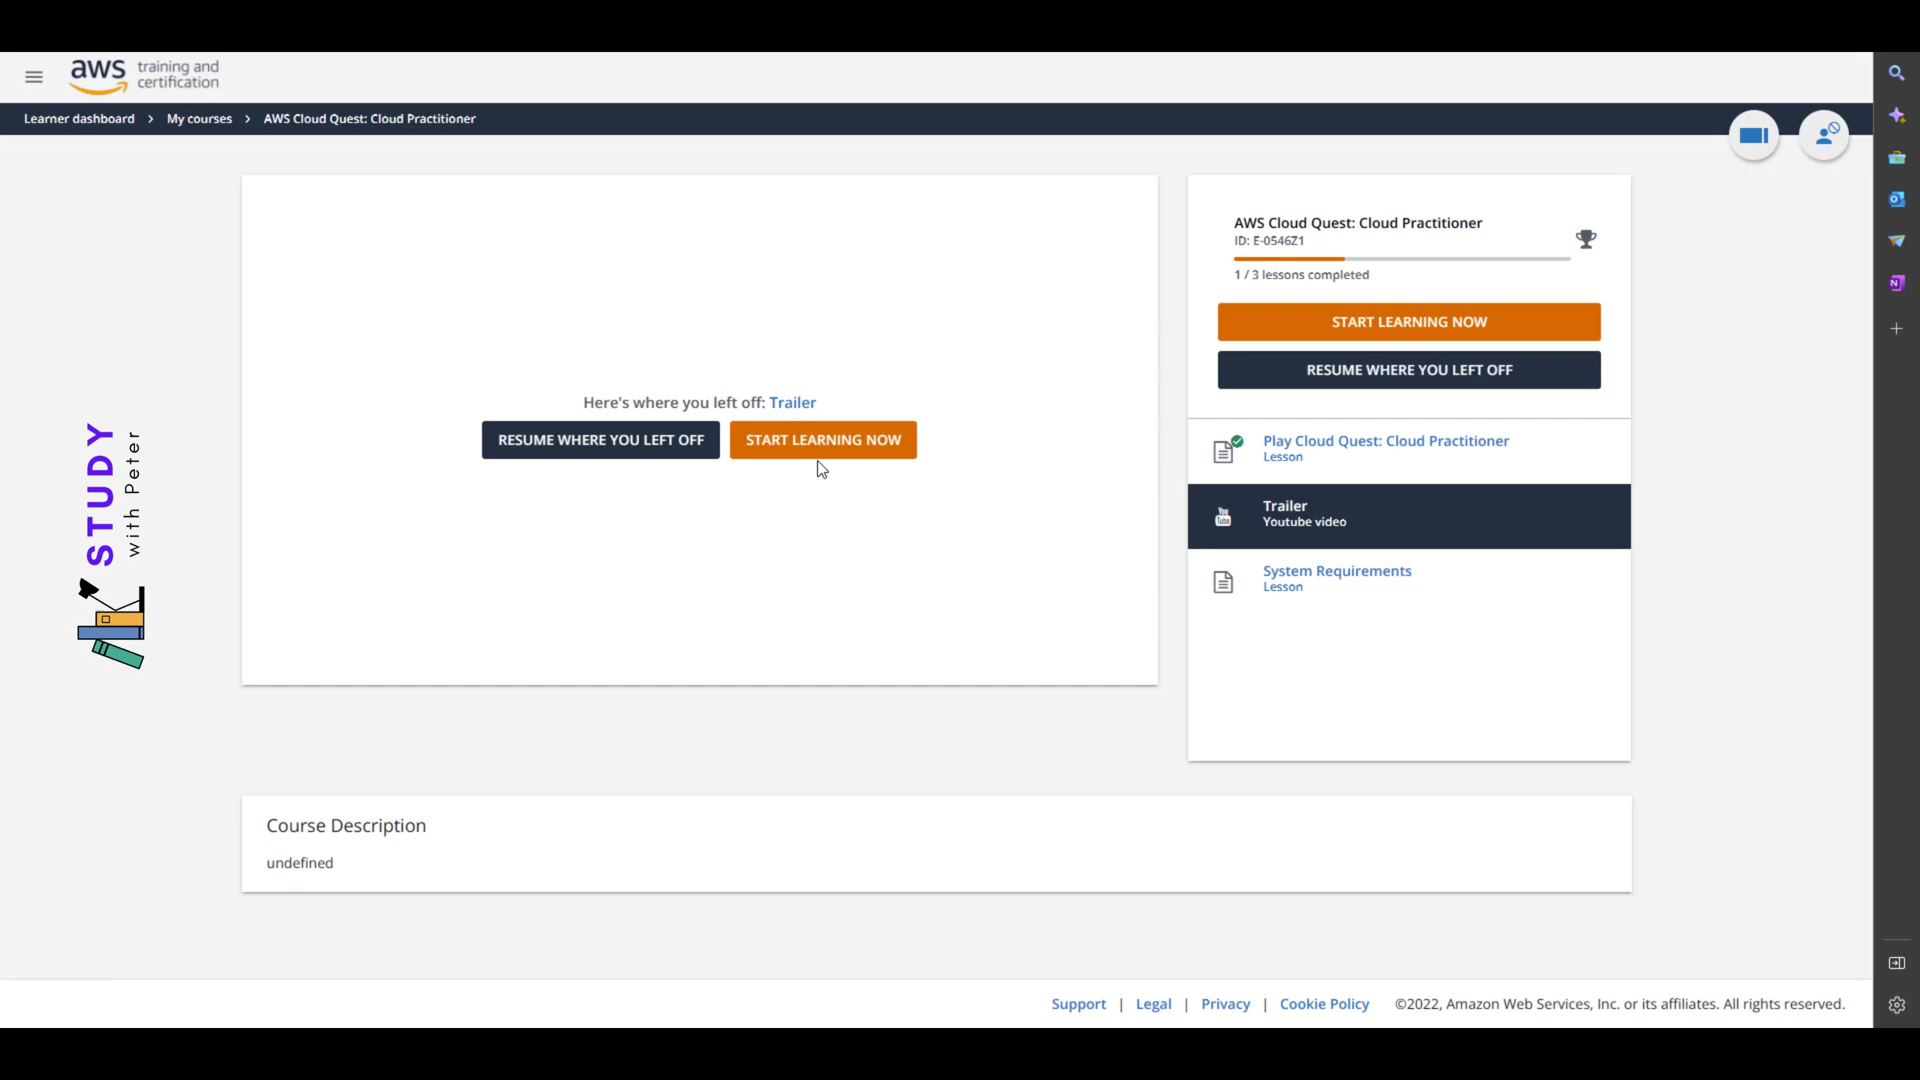 aws training and
certification
Learner dashboard > My courses > AWS Cloud Quest: Cloud Practitioner
STUDY
with Peter
Here's where you left off: Trailer
RESUME WHERE YOU LEFT OFF
START LEARNING NOW
AWS Cloud Quest: Cloud Practitioner
ID: E-0546Z1
1 / 3 lessons completed
START LEARNING NOW
RESUME WHERE YOU LEFT OFF
Play Cloud Quest: Cloud Practitioner
Lesson
You
Tube
Trailer
Youtube video
System Requirements
Lesson
Course Description
undefined
Support | Legal | Privacy | Cookie Policy ©2022, Amazon Web Services, Inc. or its affiliates. All rights reserved.